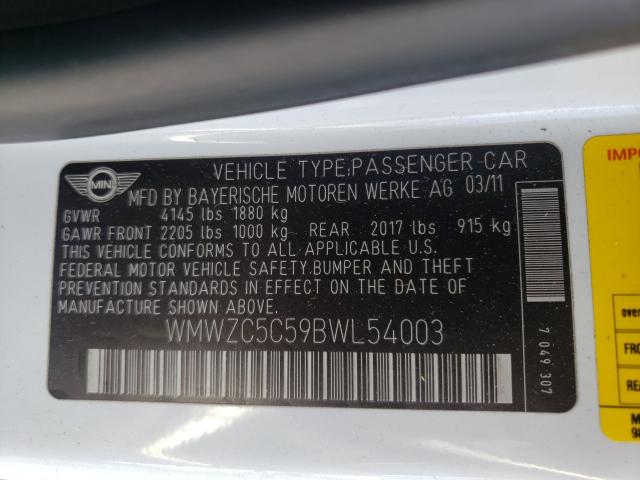 MINI
VEHICLE TYPE:PASSENGER CAR
MFD BY BAYERISCHE MOTOREN WERKE AG 03/11
GVWR 4145 lbs 1880 kg
GAWR FRONT 2205 lbs 1000 kg REAR 2017 lbs 915 kg
THIS VEHICLE CONFORMS TO ALL APPLICABLE U.S.
FEDERAL MOTOR VEHICLE SAFETY.BUMPER AND THEFT
PREVENTION STANDARDS IN EFFECT ON THE DATE OF
MANUFACTURE SHOWN ABOVE.
WMWZC5C59BWL54003
7 049 307